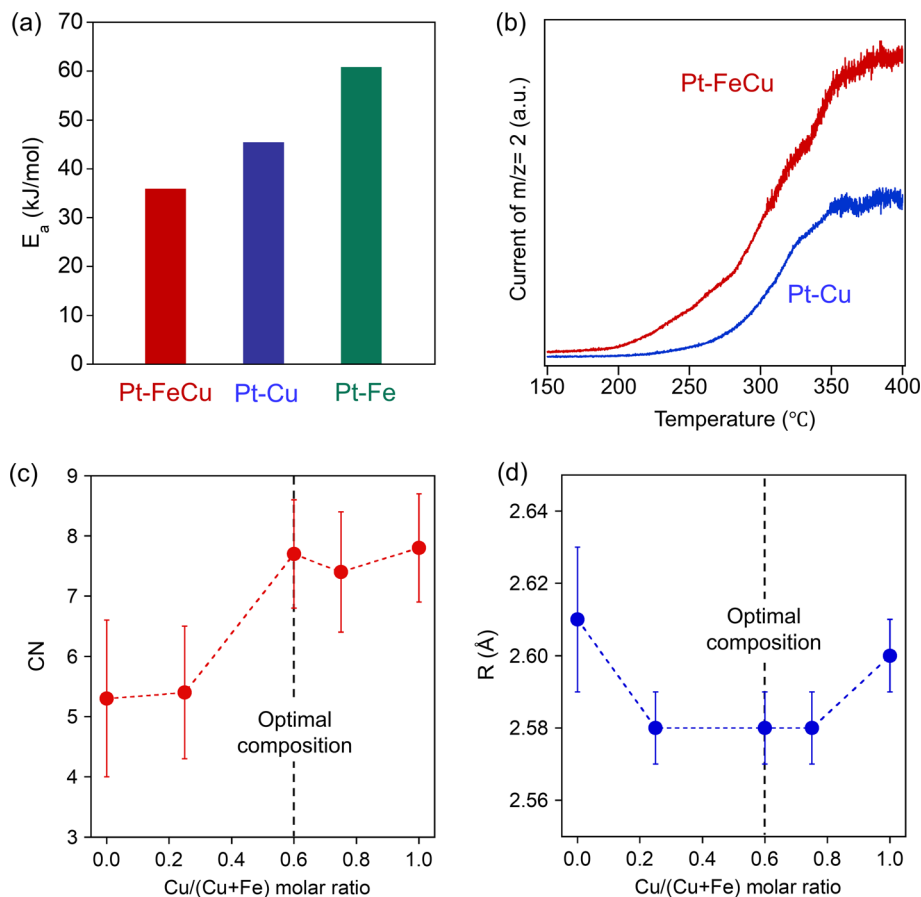 (a)
70
60
50
40
30
20
10
0
E_a (kJ/mol)
Pt-FeCu
Pt-Cu
Pt-Fe
(b)
Current of m/z= 2 (a.u.)
Pt-FeCu
Pt-Cu
150
200
250
300
350
400
Temperature (℃)
(c)
9
8
7
6
5
4
3
CN
Optimal
composition
0.0
0.2
0.4
0.6
0.8
1.0
Cu/(Cu+Fe) molar ratio
(d)
2.64
2.62
2.60
2.58
2.56
R (Å)
Optimal
composition
0.0
0.2
0.4
0.6
0.8
1.0
Cu/(Cu+Fe) molar ratio